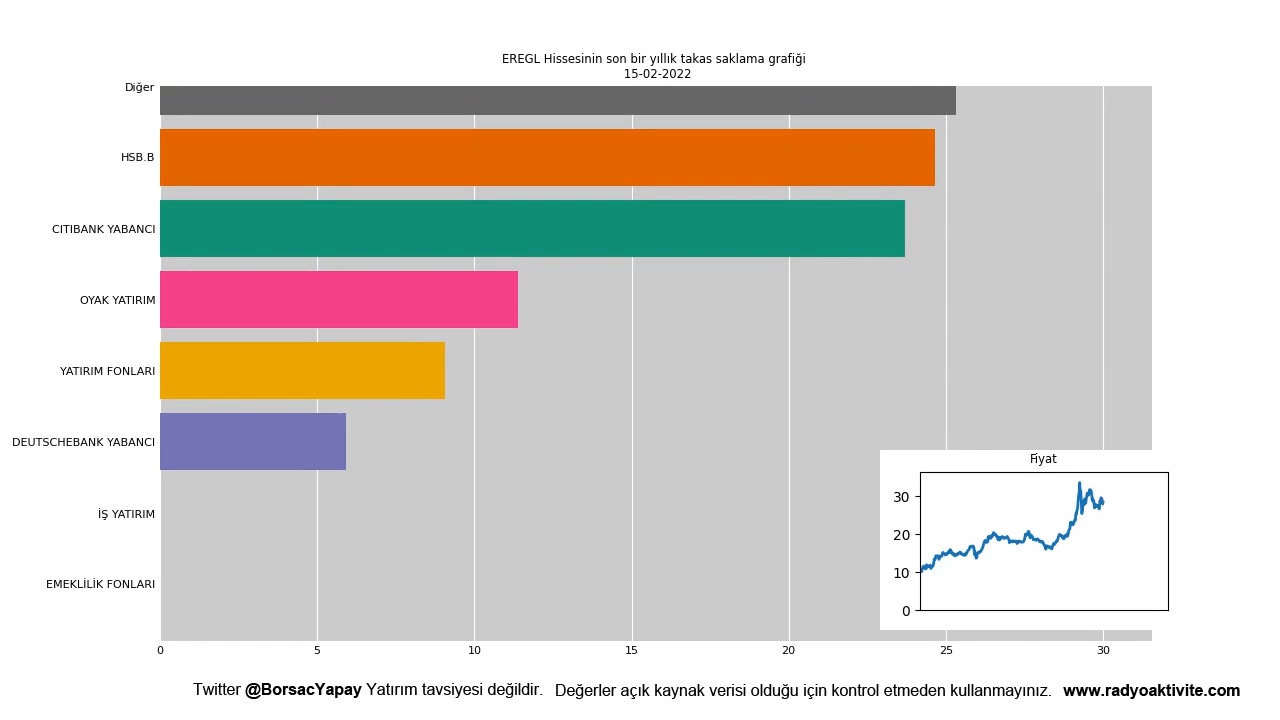 EREGL Hissesinin son bir yıllık takas saklama grafiği
15-02-2022
Diğer
HSB.B
CITIBANK YABANCI
OYAK YATIRIM
YATIRIM FONLARI
DEUTSCHEBANK YABANCI
İŞ YATIRIM
EMEKLİLİK FONLARI
0 5 10 15 20 25 30
Fiyat
30
20
10
0
Twitter @BorsacYapay Yatırım tavsiyesi değildir. Değerler açık kaynak verisi olduğu için kontrol etmeden kullanmayınız. www.radyoaktivite.com